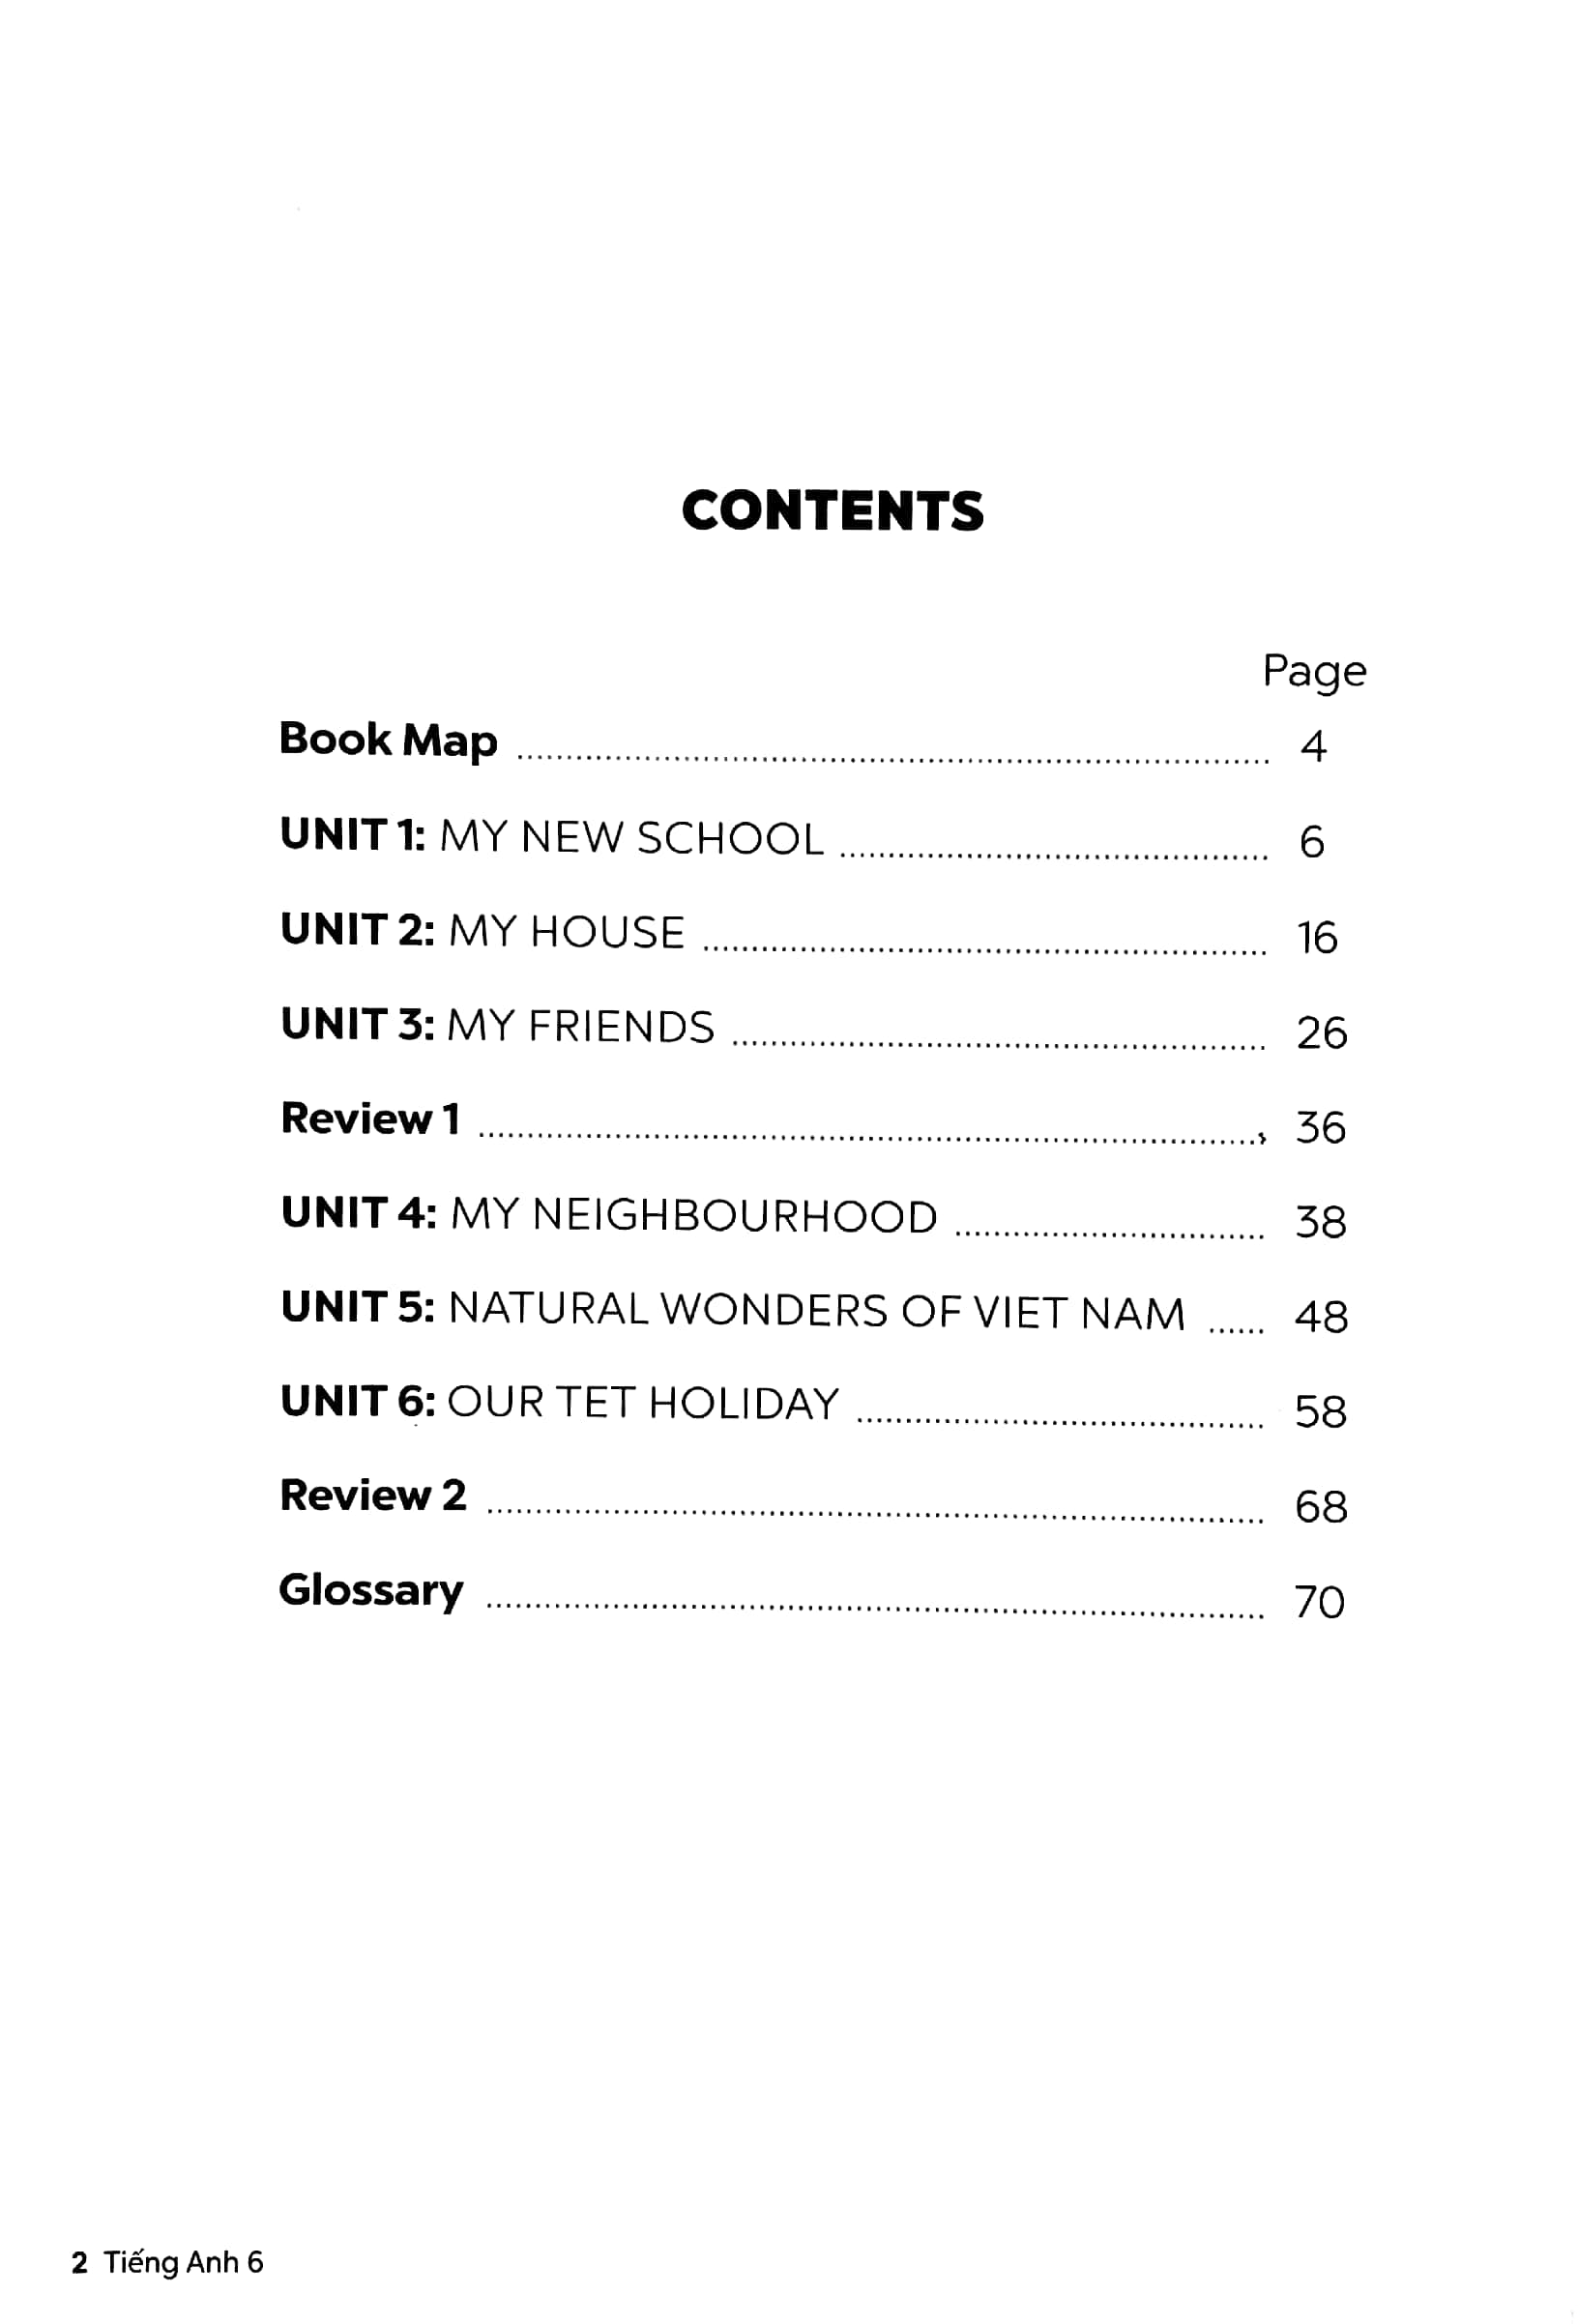 CONTENTS
Page
Book Map ........................................ 4
UNIT 1: MY NEW SCHOOL ........................................ 6
UNIT 2: MY HOUSE ........................................ 16
UNIT 3: MY FRIENDS ........................................ 26
Review 1 ........................................ 36
UNIT 4: MY NEIGHBOURHOOD ........................................ 38
UNIT 5: NATURAL WONDERS OF VIET NAM ...... 48
UNIT 6: OUR TET HOLIDAY ........................................ 58
Review 2 ........................................ 68
Glossary ........................................ 70
2 Tiếng Anh 6